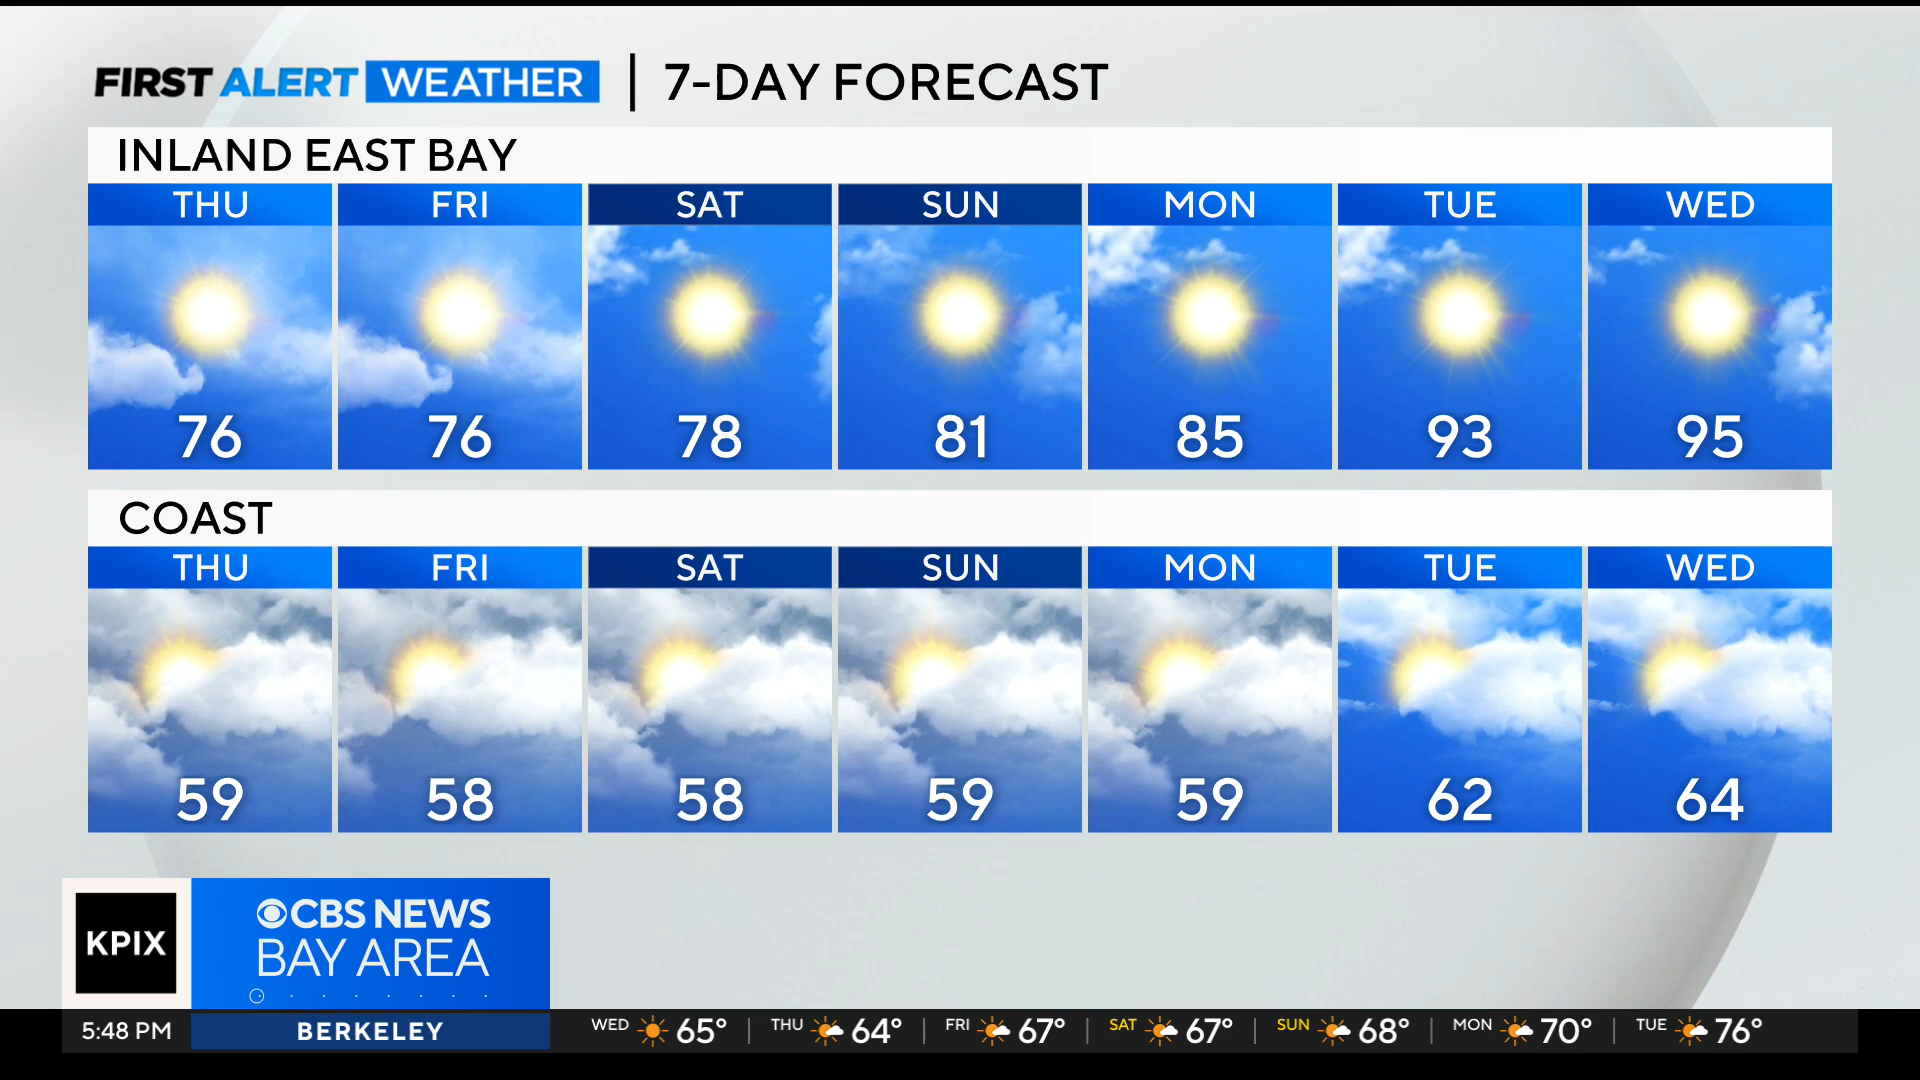 FIRST ALERT WEATHER | 7-DAY FORECAST
INLAND EAST BAY
THU FRI SAT SUN MON TUE WED
76 76 78 81 85 93 95
COAST
THU FRI SAT SUN MON TUE WED
59 58 58 59 59 62 64
KPIX
CBS NEWS
BAY AREA
5:48 PM BERKELEY WED 65° | THU 64° | FRI 67° | SAT 67° | SUN 68° | MON 70° | TUE 76°